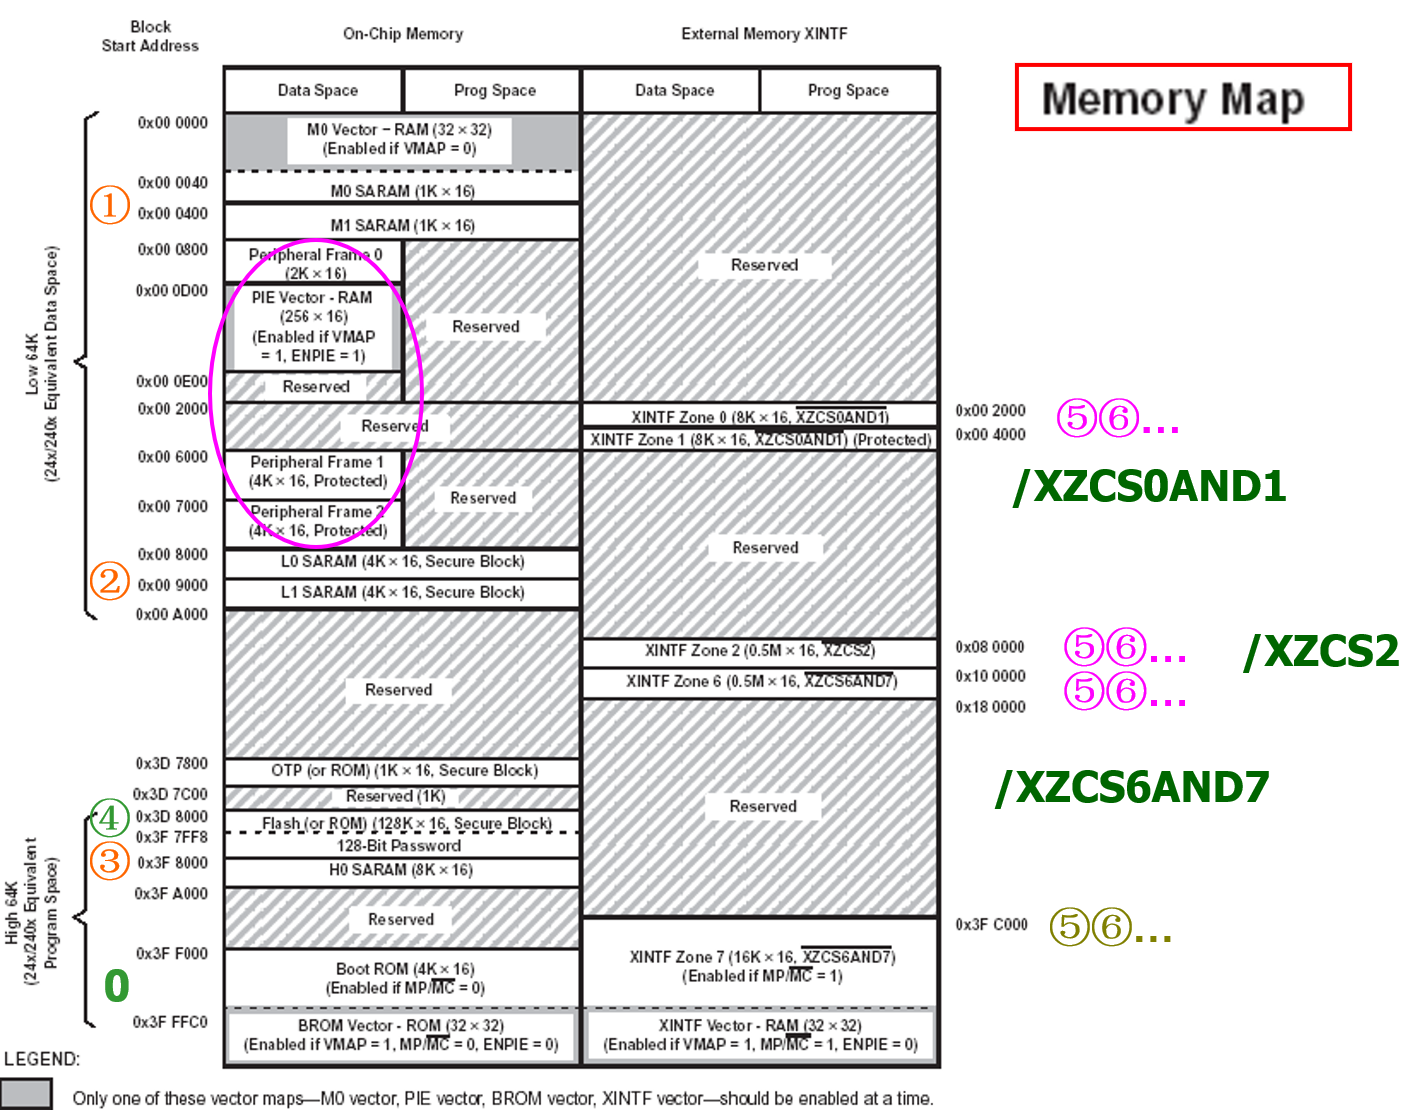 Block
Start Address
On-Chip Memory
External Memory XINTF
Memory Map
Data Space
Prog Space
Data Space
Prog Space
0x00 0000
M0 Vector – RAM (32 × 32)
(Enabled if VMAP = 0)
①
0x00 0040
M0 SARAM (1K × 16)
0x00 0400
M1 SARAM (1K × 16)
0x00 0800
Peripheral Frame 0
(2K × 16)
0x00 0D00
PIE Vector - RAM
(256 × 16)
(Enabled if VMAP
= 1, ENPIE = 1)
Reserved
Reserved
Low 64K
(24x/240x Equivalent Data Space)
0x00 0E00
Reserved
0x00 2000
Reserved
XINTF Zone 0 (8K × 16, XZCS0AND1)
0x00 2000
⑤⑥...
XINTF Zone 1 (8K × 16, XZCS0AND1) (Protected)
0x00 4000
/XZCS0AND1
0x00 6000
Peripheral Frame 1
(4K × 16, Protected)
Reserved
0x00 7000
Peripheral Frame 2
(4K × 16, Protected)
Reserved
0x00 8000
L0 SARAM (4K × 16, Secure Block)
②
0x00 9000
L1 SARAM (4K × 16, Secure Block)
0x00 A000
Reserved
XINTF Zone 2 (0.5M × 16, XZCS2)
0x08 0000
⑤⑥...
/XZCS2
XINTF Zone 6 (0.5M × 16, XZCS6AND7)
0x10 0000
⑤⑥...
0x18 0000
/XZCS6AND7
0x3D 7800
OTP (or ROM) (1K × 16, Secure Block)
0x3D 7C00
Reserved (1K)
Reserved
④
0x3D 8000
Flash (or ROM) (128K × 16, Secure Block)
0x3F 7FF8
128-Bit Password
③
0x3F 8000
H0 SARAM (8K × 16)
0x3F A000
Reserved
High 64K
(24x/240x Equivalent
Program Space)
0x3F C000
⑤⑥...
0x3F F000
Boot ROM (4K × 16)
(Enabled if MP/MC = 0)
XINTF Zone 7 (16K × 16, XZCS6AND7)
(Enabled if MP/MC = 1)
0
0x3F FFC0
BROM Vector - ROM (32 × 32)
(Enabled if VMAP = 1, MP/MC = 0, ENPIE = 0)
XINTF Vector - RAM (32 × 32)
(Enabled if VMAP = 1, MP/MC = 1, ENPIE = 0)
LEGEND:
Only one of these vector maps—M0 vector, PIE vector, BROM vector, XINTF vector—should be enabled at a time.